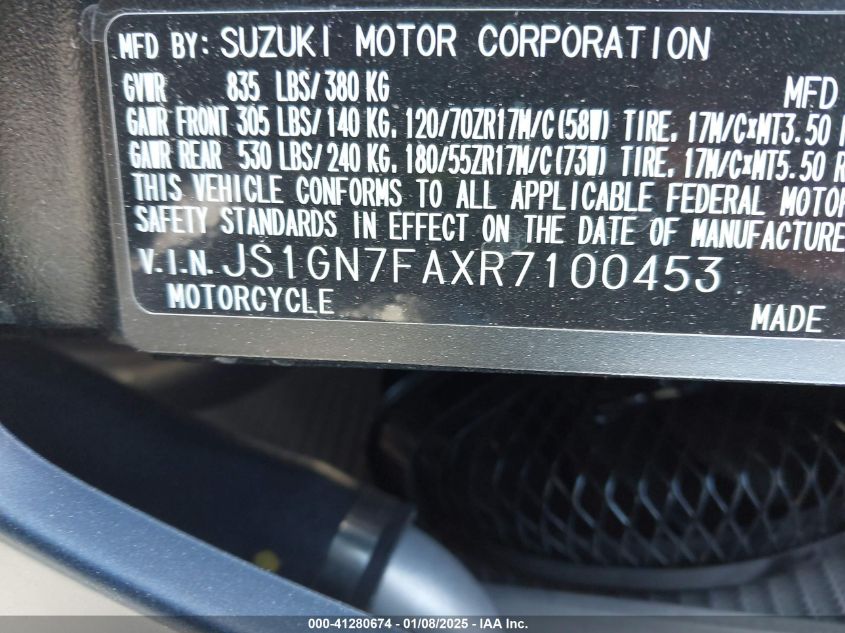 MFD BY: SUZUKI MOTOR CORPORATION
GVWR 835 LBS/380 KG MFD
GAWR FRONT 305 LBS/140 KG. 120/70ZR17M/C(58W) TIRE. 17M/C×MT3.50 R
GAWR REAR 530 LBS/240 KG. 180/55ZR17M/C(73W) TIRE. 17M/C×MT5.50 R
THIS VEHICLE CONFORMS TO ALL APPLICABLE FEDERAL MOTOR
SAFETY STANDARDS IN EFFECT ON THE DATE OF MANUFACTURE
V.I.N. JS1GN7FAXR7100453
MOTORCYCLE MADE
000-41280674 - 01/08/2025 - © IAA, Inc.